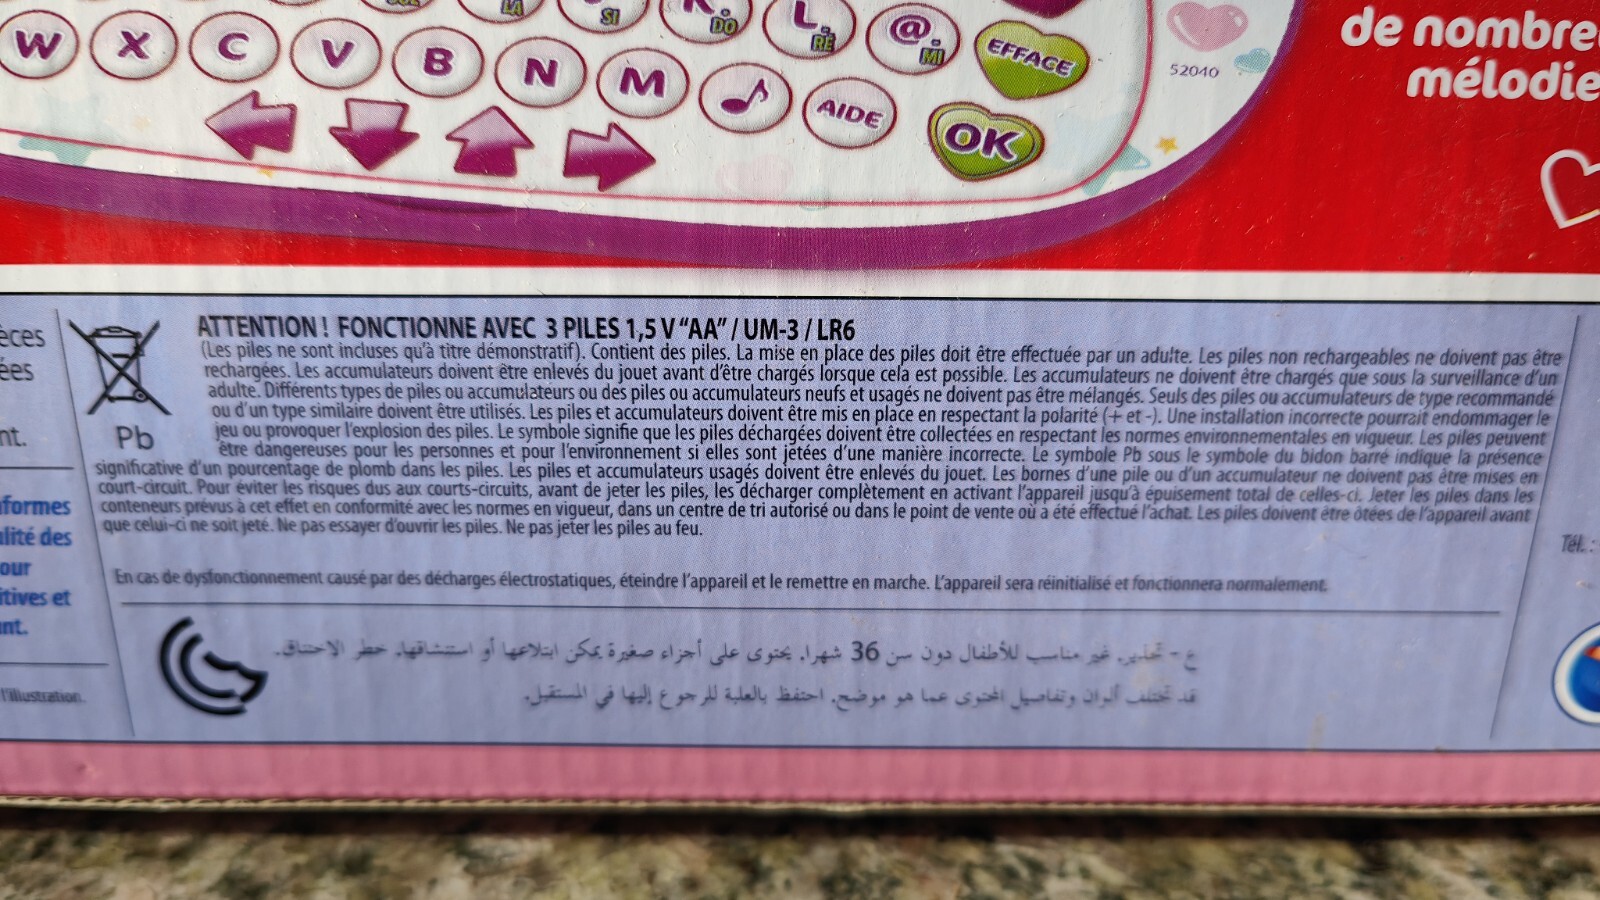 LA SI DO RÉ @ MI
W X C V B N M AIDE EFFACE
OK
52040
de nombre
mélodie
èces
ées
nt.
formes
lité des
our
itives et
nt.
l'illustration.
ATTENTION ! FONCTIONNE AVEC 3 PILES 1,5 V “AA” / UM-3 / LR6
(Les piles ne sont incluses qu'à titre démonstratif). Contient des piles. La mise en place des piles doit être effectuée par un adulte. Les piles non rechargeables ne doivent pas être
rechargées. Les accumulateurs doivent être enlevés du jouet avant d'être chargés lorsque cela est possible. Les accumulateurs ne doivent être chargés que sous la surveillance d'un
adulte. Différents types de piles ou accumulateurs ou des piles ou accumulateurs neufs et usagés ne doivent pas être mélangés. Seuls des piles ou accumulateurs de type recommandé
ou d'un type similaire doivent être utilisés. Les piles et accumulateurs doivent être mis en place en respectant la polarité (+ et -). Une installation incorrecte pourrait endommager le
jeu ou provoquer l'explosion des piles. Le symbole signifie que les piles déchargées doivent être collectées en respectant les normes environnementales en vigueur. Les piles peuvent
Pb
être dangereuses pour les personnes et pour l'environnement si elles sont jetées d'une manière incorrecte. Le symbole Pb sous le symbole du bidon barré indique la présence
significative d'un pourcentage de plomb dans les piles. Les piles et accumulateurs usagés doivent être enlevés du jouet. Les bornes d'une pile ou d'un accumulateur ne doivent pas être mises en
court-circuit. Pour éviter les risques dus aux courts-circuits, avant de jeter les piles, les décharger complètement en activant l'appareil jusqu'à épuisement total de celles-ci. Jeter les piles dans les
conteneurs prévus à cet effet en conformité avec les normes en vigueur, dans un centre de tri autorisé ou dans le point de vente où a été effectué l'achat. Les piles doivent être ôtées de l'appareil avant
que celui-ci ne soit jeté. Ne pas essayer d'ouvrir les piles. Ne pas jeter les piles au feu.
En cas de dysfonctionnement causé par des décharges électrostatiques, éteindre l'appareil et le remettre en marche. L'appareil sera réinitialisé et fonctionnera normalement.
ع - تحذير. غير مناسب للأطفال دون سن 36 شهرا. يحتوى على أجزاء صغيرة يمكن ابتلاعها أو استنشاقها. خطر الاختناق.
قد تختلف ألوان وتفاصيل المحتوى عما هو موضح. احتفظ بالعلبة للرجوع إليها في المستقبل.
Tél. :